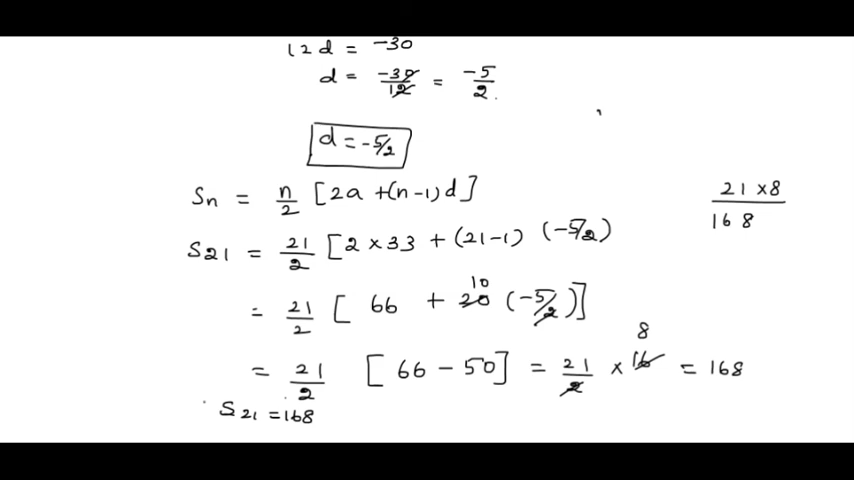 12d = -30
d = -30/12 = -5/2
d = -5/2
Sn = n/2 [2a + (n-1) d]
21 x 8
168
S21 = 21/2 [2 x 33 + (21-1) (-5/2)
10
= 21/2 [ 66 + 20 (-5/2)]
8
= 21/2 [ 66 - 50] = 21/2 x 16 = 168
S21 = 168